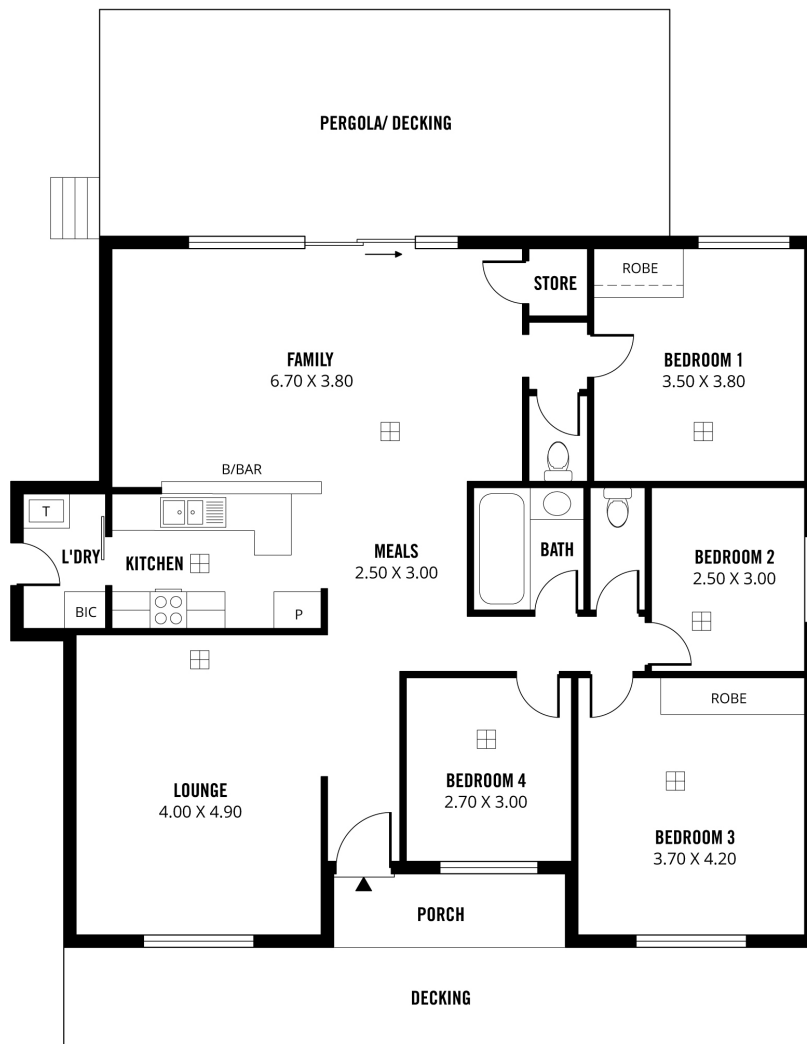 PERGOLA/ DECKING
ROBE
STORE
FAMILY
6.70 X 3.80
BEDROOM 1
3.50 X 3.80
B/BAR
T
L'DRY
KITCHEN
MEALS
2.50 X 3.00
BATH
BEDROOM 2
2.50 X 3.00
BIC
P
ROBE
LOUNGE
4.00 X 4.90
BEDROOM 4
2.70 X 3.00
BEDROOM 3
3.70 X 4.20
PORCH
DECKING